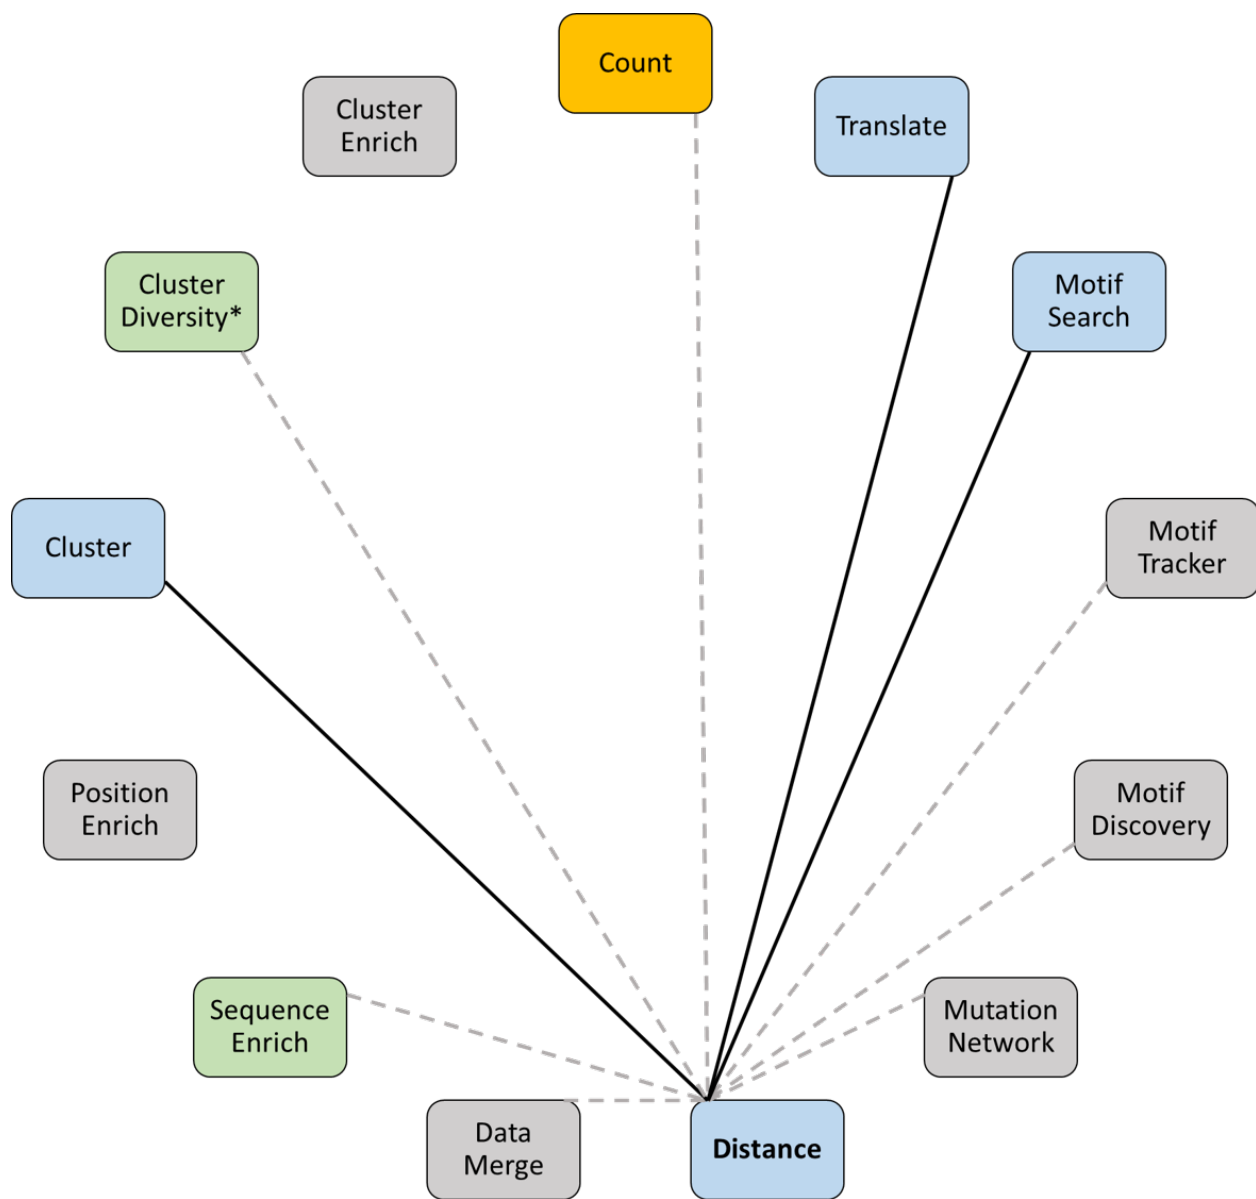 Count
Cluster
Enrich
Translate
Cluster
Diversity*
Motif
Search
Cluster
Motif
Tracker
Position
Enrich
Motif
Discovery
Sequence
Enrich
Mutation
Network
Data
Merge
Distance